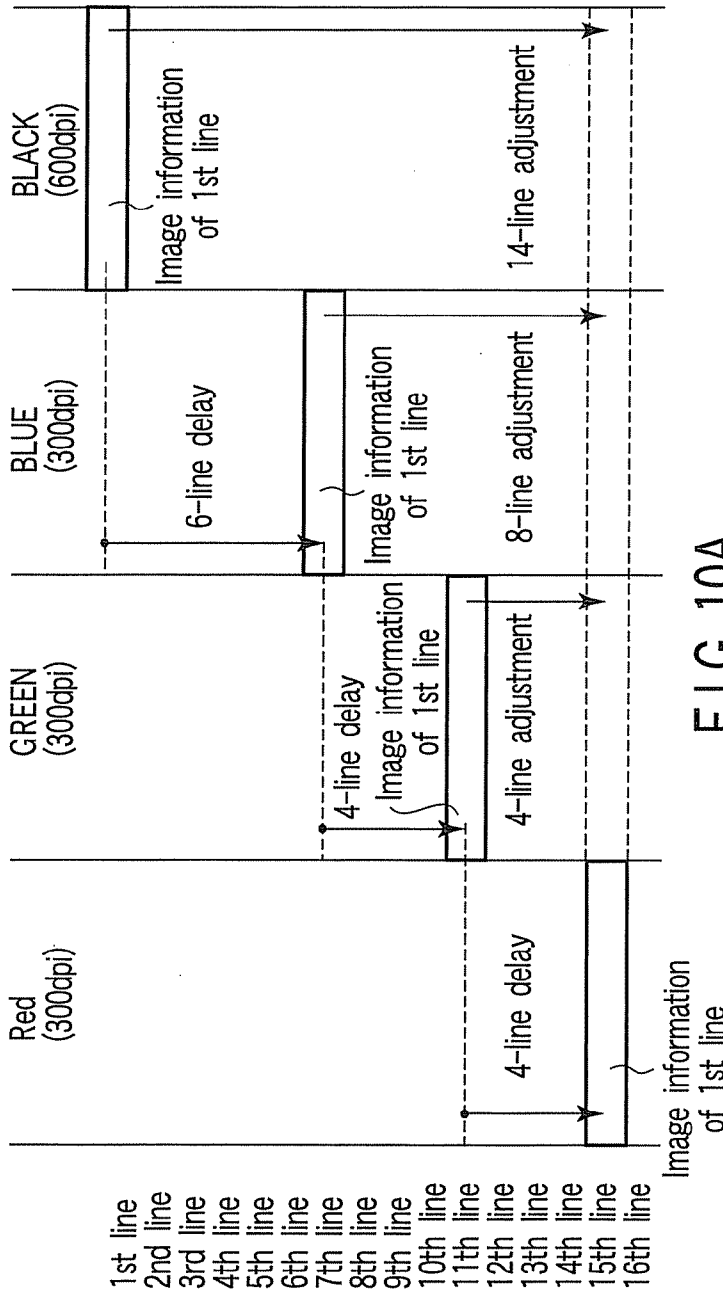 Red
(300dpi)
GREEN
(300dpi)
BLUE
(300dpi)
BLACK
(600dpi)
1st line
2nd line
3rd line
4th line
5th line
6th line
7th line
8th line
9th line
10th line
11th line
12th line
13th line
14th line
15th line
16th line
4-line delay
Image information
of 1st line
4-line delay
Image information
of 1st line
4-line adjustment
6-line delay
Image information
of 1st line
8-line adjustment
Image information
of 1st line
14-line adjustment
FIG. 10A